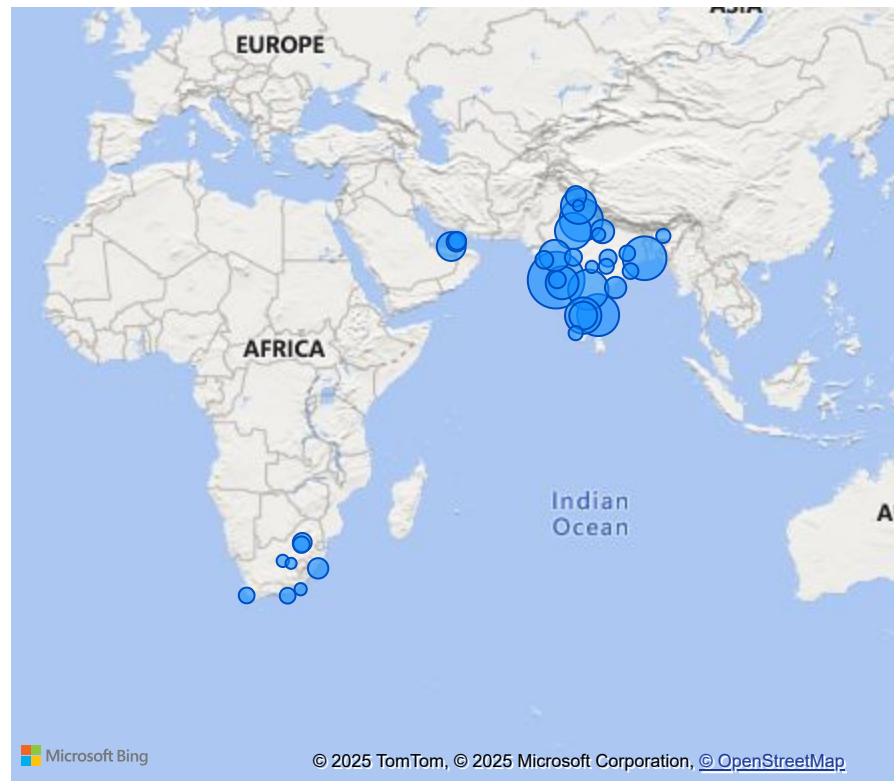 ASIA
EUROPE
AFRICA
Indian
Ocean
A
Microsoft Bing
© 2025 TomTom, © 2025 Microsoft Corporation, © OpenStreetMap